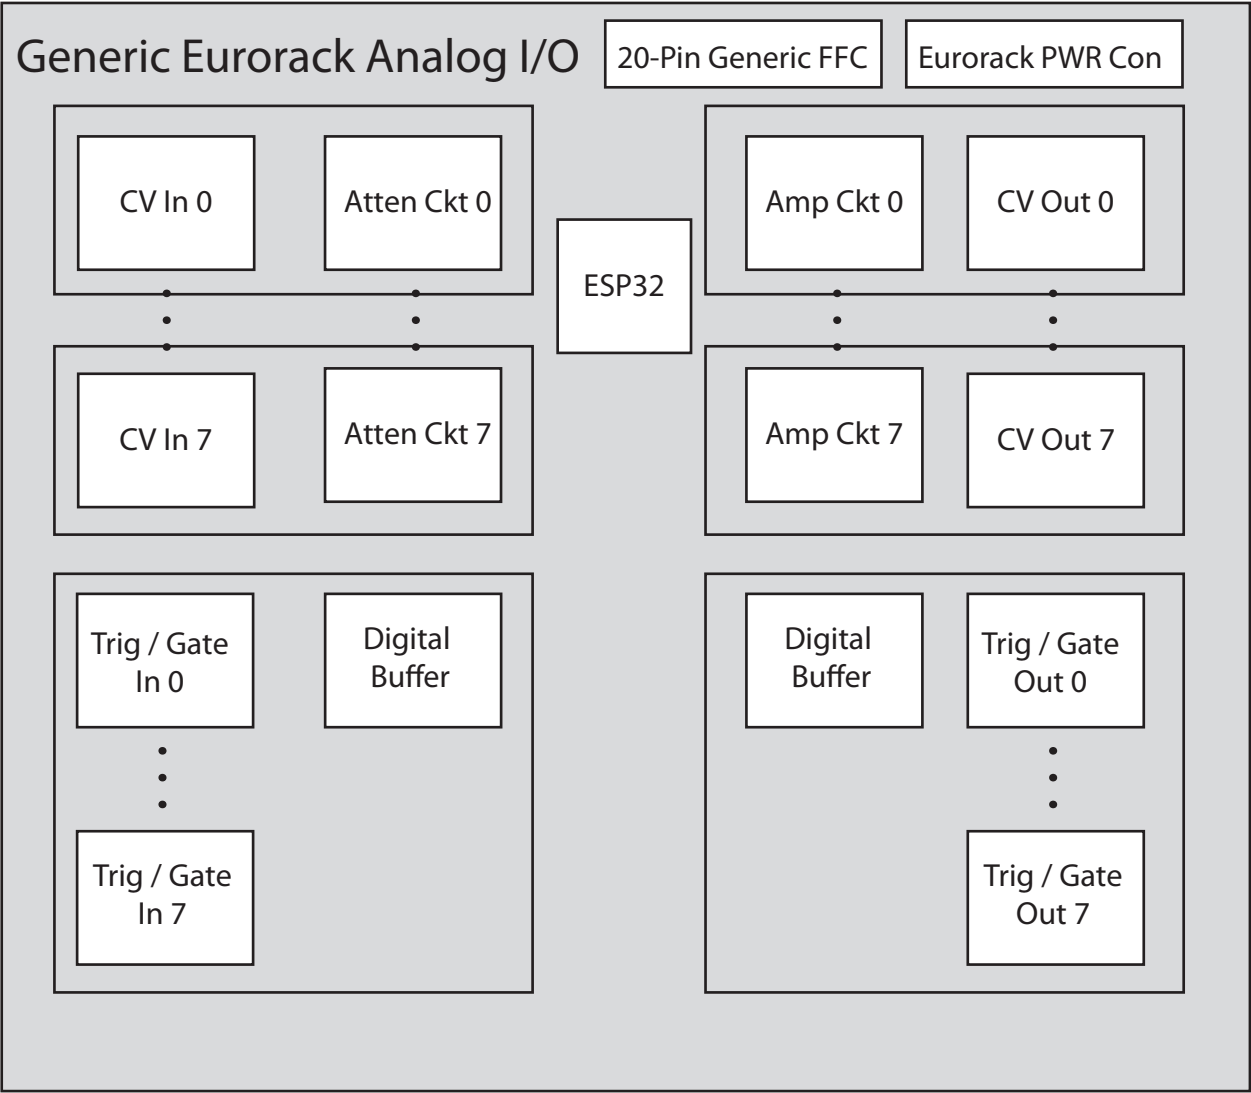 Generic Eurorack Analog I/O
20-Pin Generic FFC
Eurorack PWR Con
CV In 0
Atten Ckt 0
ESP32
Amp Ckt 0
CV Out 0
CV In 7
Atten Ckt 7
Amp Ckt 7
CV Out 7
Trig / Gate
In 0
Digital
Buffer
Digital
Buffer
Trig / Gate
Out 0
Trig / Gate
In 7
Trig / Gate
Out 7